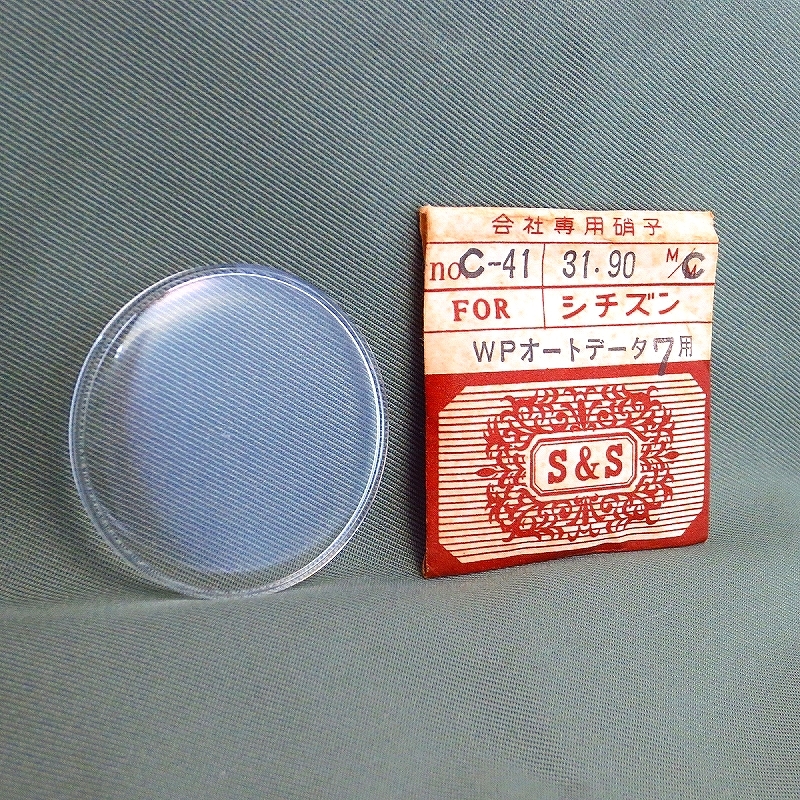 会社専用硝子
no C-41 31.90 M/M C
FOR シチズン
WPオートデータ7用
S&S